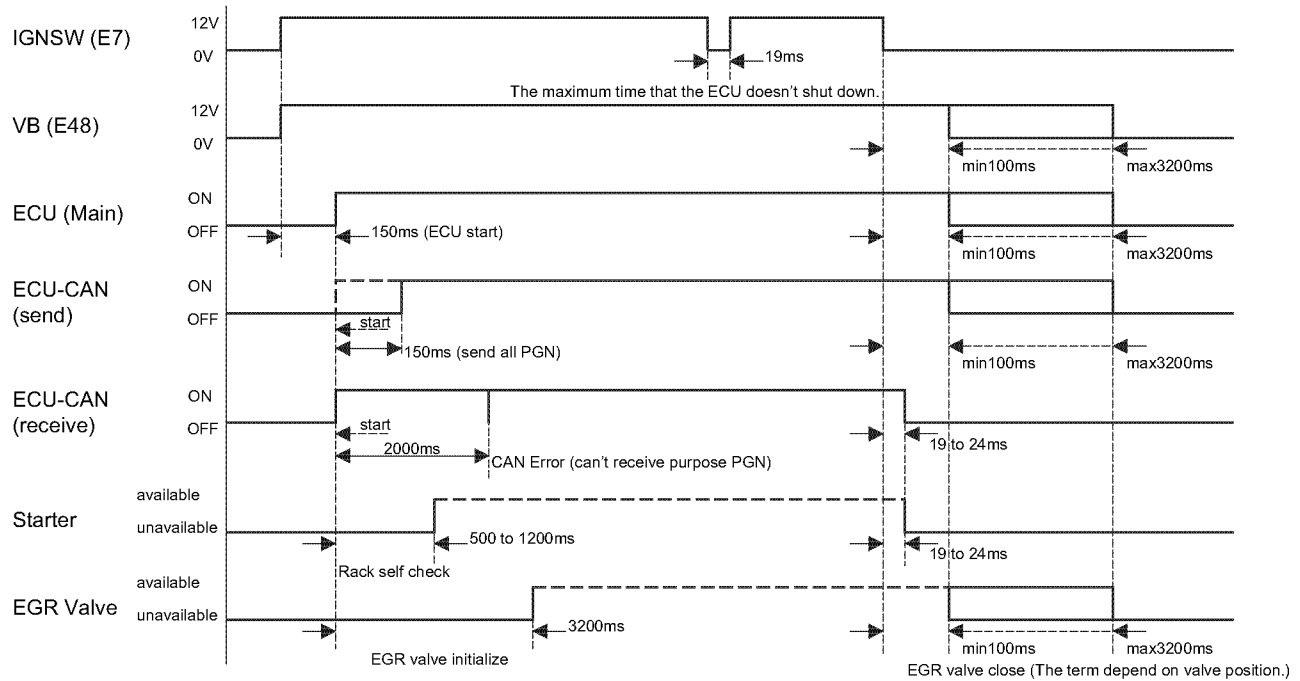 IGNSW (E7)
12V
0V
19ms
The maximum time that the ECU doesn't shut down.
VB (E48)
12V
0V
min100ms
max3200ms
ECU (Main)
ON
OFF
150ms (ECU start)
min100ms
max3200ms
ECU-CAN
(send)
ON
OFF
start
150ms (send all PGN)
min100ms
max3200ms
ECU-CAN
(receive)
ON
OFF
start
2000ms
CAN Error (can't receive purpose PGN)
19 to 24ms
Starter
available
unavailable
500 to 1200ms
Rack self check
19 to 24ms
EGR Valve
available
unavailable
3200ms
EGR valve initialize
min100ms
max3200ms
EGR valve close (The term depend on valve position.)